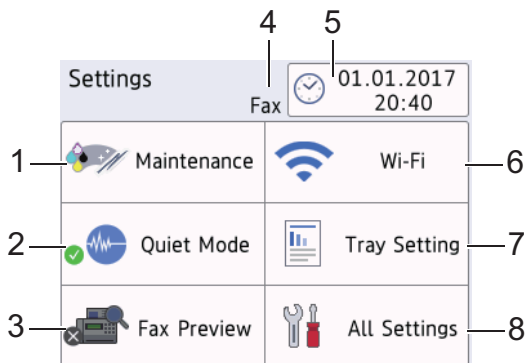 4 5
Settings
Fax
01.01.2017
20:40
1 Maintenance Wi-Fi 6
2 Quiet Mode Tray Setting 7
3 Fax Preview All Settings 8